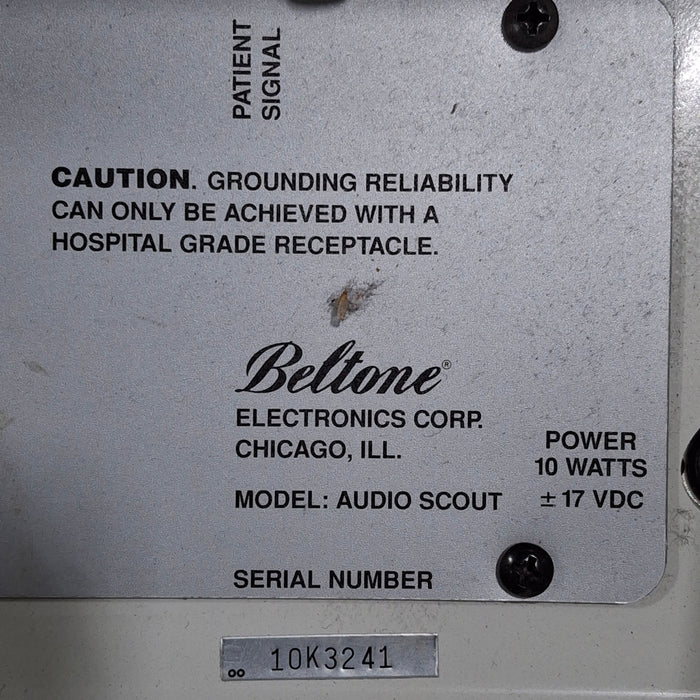 PATIENT
SIGNAL
CAUTION. GROUNDING RELIABILITY
CAN ONLY BE ACHIEVED WITH A
HOSPITAL GRADE RECEPTACLE.
Beltone®
ELECTRONICS CORP.
CHICAGO, ILL.
MODEL: AUDIO SCOUT
POWER
10 WATTS
± 17 VDC
SERIAL NUMBER
oo 10K3241